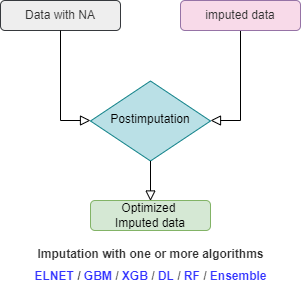 Data with NA
imputed data
Postimputation
Optimized
Imputed data
Imputation with one or more algorithms
ELNET / GBM / XGB / DL / RF / Ensemble